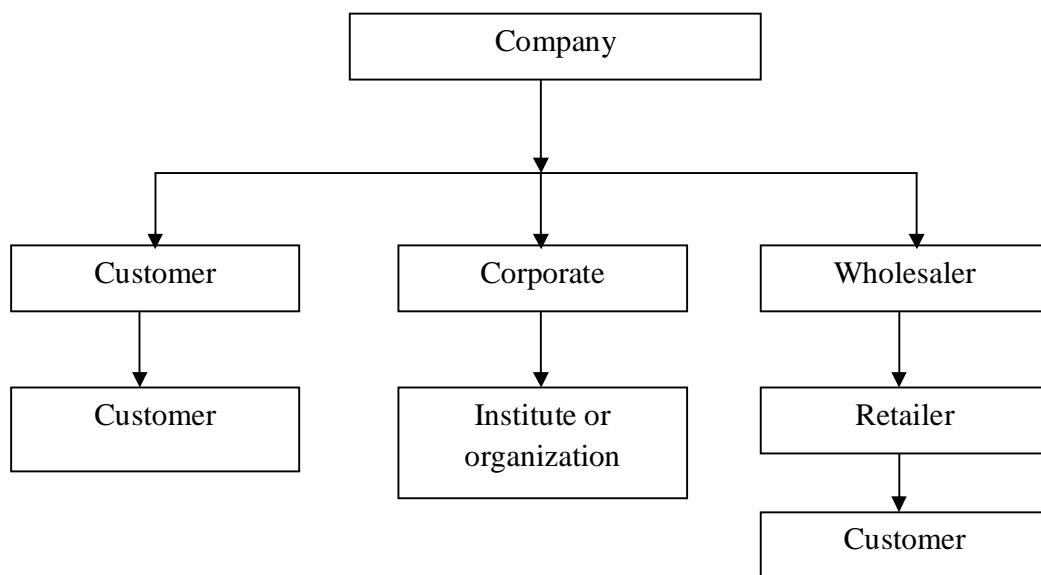 Company
Customer
Corporate
Wholesaler
Customer
Institute or
organization
Retailer
Customer